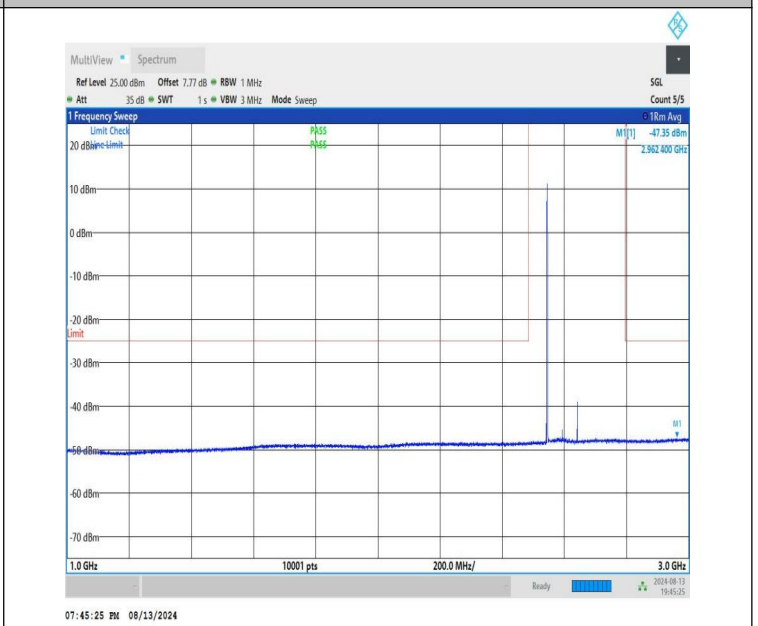 MultiView Spectrum
Ref Level 25.00 dBm Offset 7.77 dB RBW 1 MHz SGL
Att 35 dB SWT 1 s VBW 3 MHz Mode Sweep Count 5/5
1 Frequency Sweep 1Rm Avg
Limit Check PASS M1[1] -47.35 dBm
20 dBm Line Limit PASS 2.962 400 GHz
10 dBm
0 dBm
-10 dBm
-20 dBm
Limit
-30 dBm
-40 dBm
M1
-50 dBm
-60 dBm
-70 dBm
1.0 GHz 10001 pts 200.0 MHz/ 3.0 GHz
Ready 2024-08-13
19:45:25
07:45:25 PM 08/13/2024